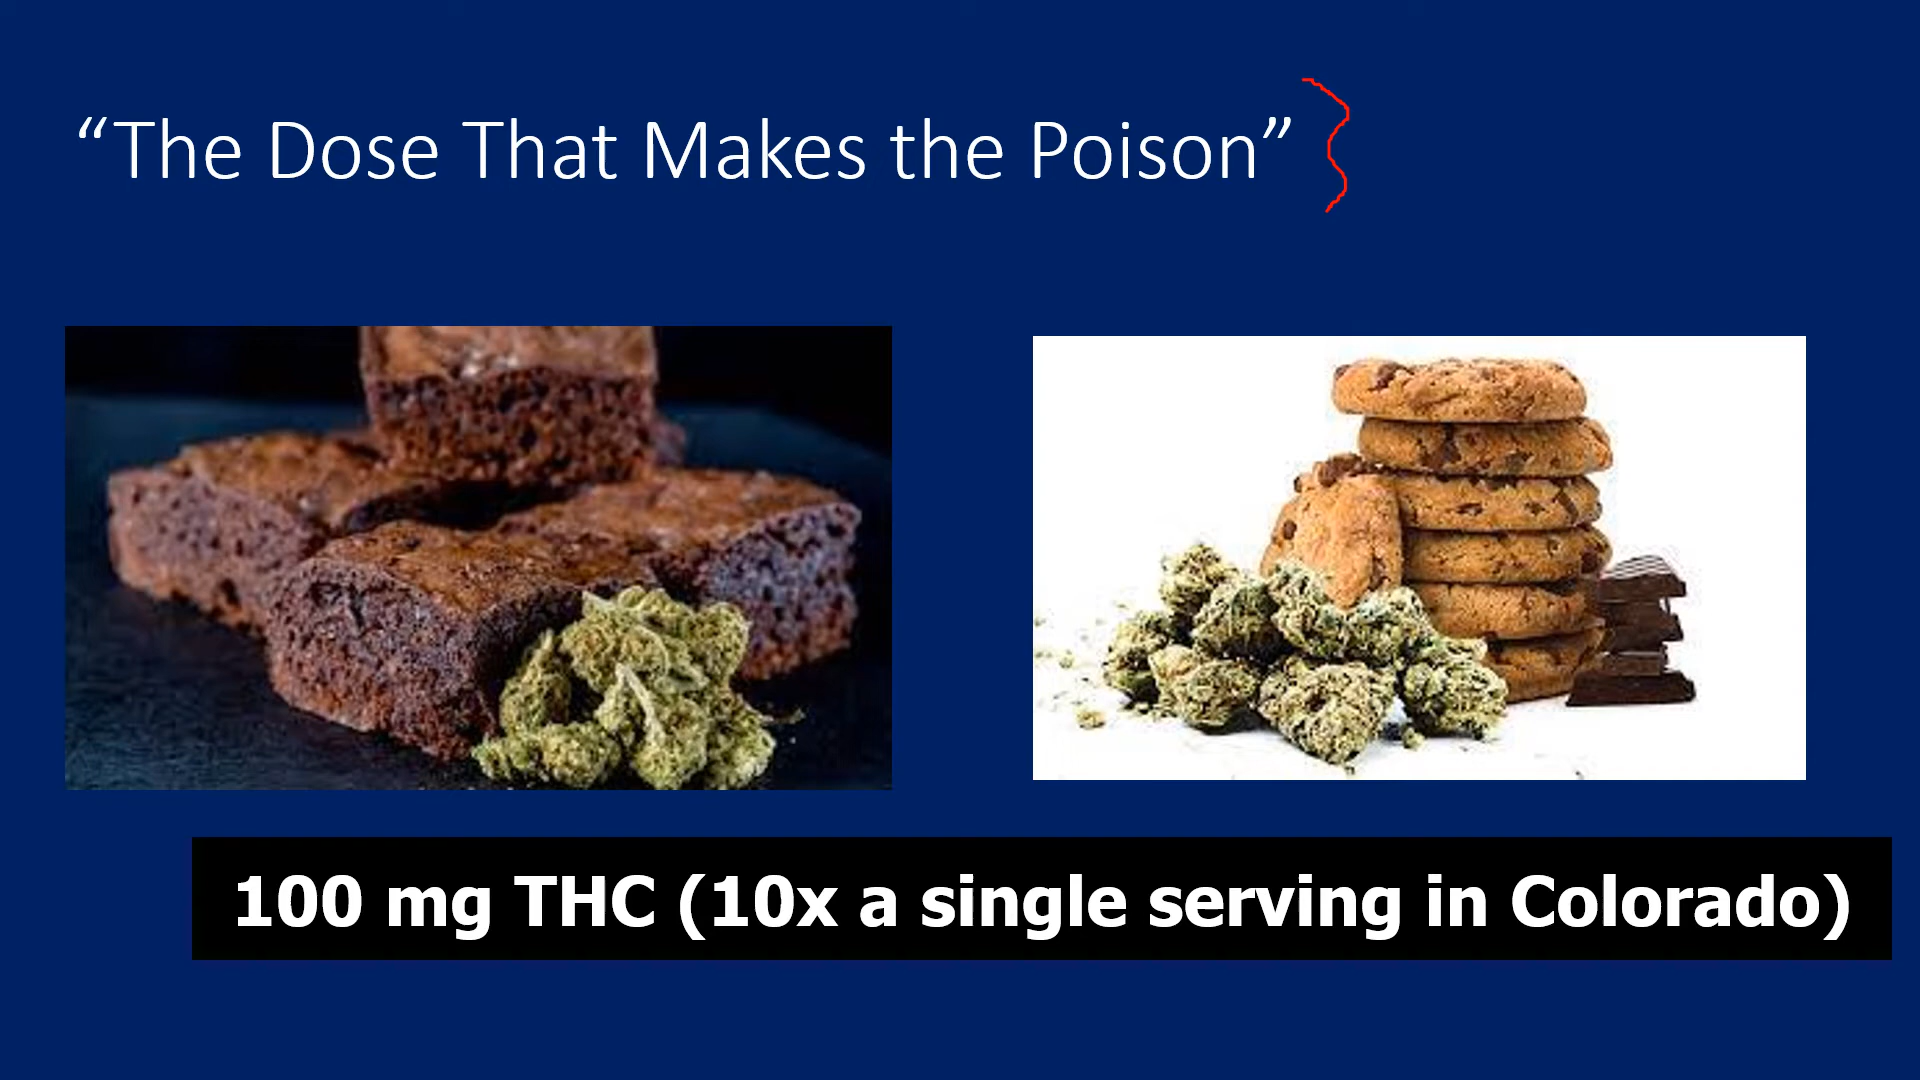 “The Dose That Makes the Poison”
100 mg THC (10x a single serving in Colorado)